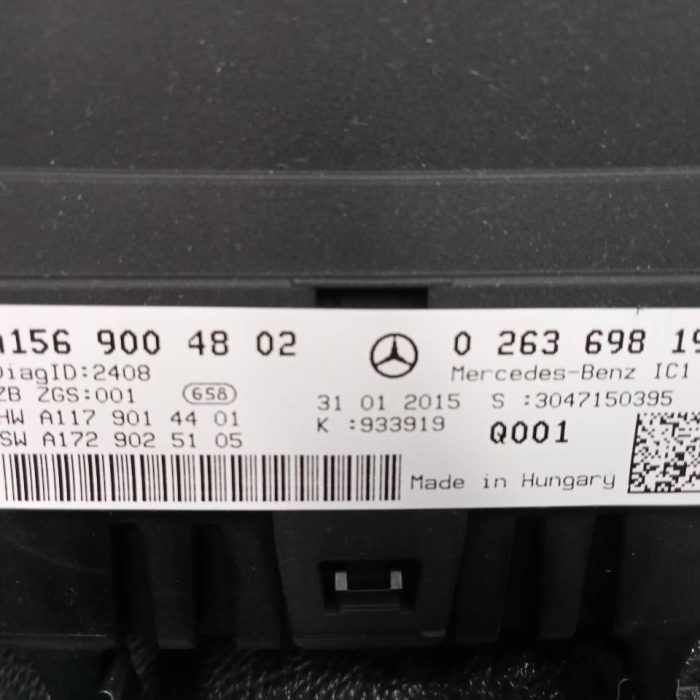 A156 900 48 02
0 263 698 19
DiagID:2408
Mercedes-Benz IC1
ZB ZGS:001
658
31 01 2015
S :3047150395
HW A117 901 44 01
K :933919
Q001
SW A172 902 51 05
Made in Hungary